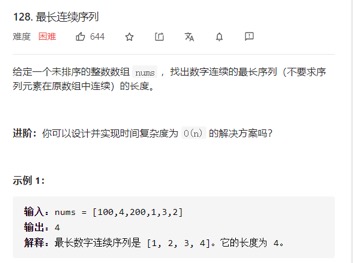 128. 最长连续序列
难度 困难 644
给定一个未排序的整数数组 nums ，找出数字连续的最长序列（不要求序
列元素在原数组中连续）的长度。
进阶：你可以设计并实现时间复杂度为 O(n) 的解决方案吗？
示例 1：
输入：nums = [100,4,200,1,3,2]
输出：4
解释：最长数字连续序列是 [1, 2, 3, 4]。它的长度为 4。